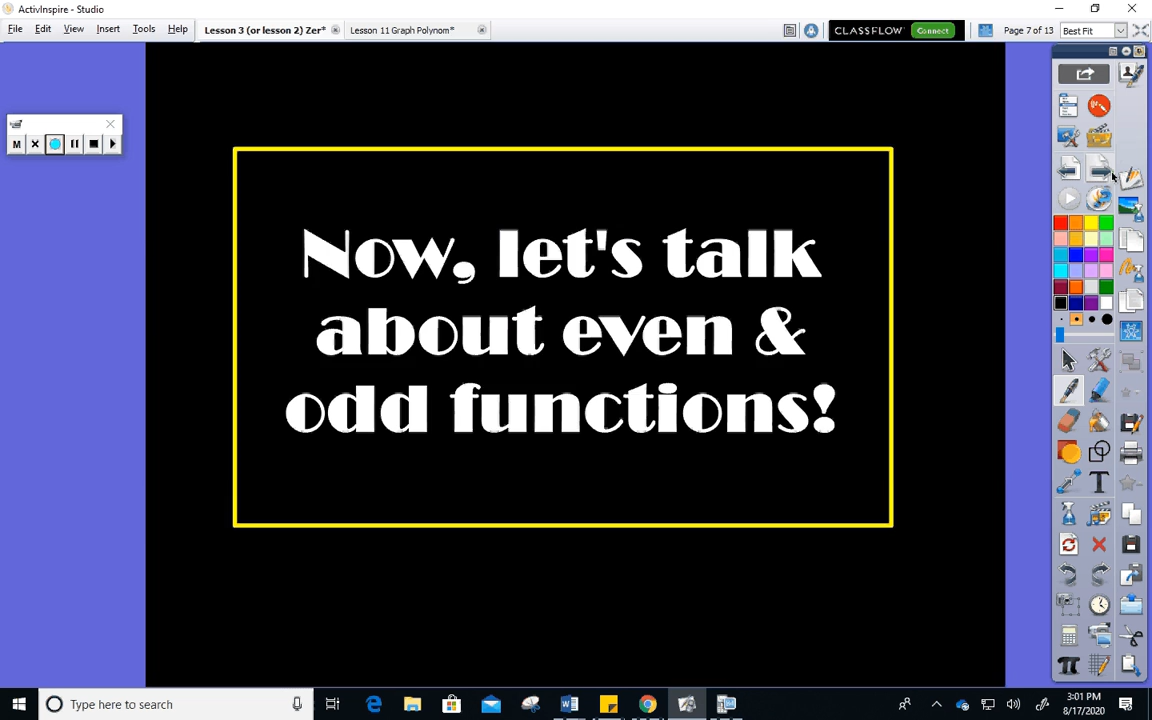 ActivInspire - Studio
File Edit View Insert Tools Help
Lesson 3 (or lesson 2) Zer*
Lesson 11 Graph Polynom*
CLASSFLOW Connect
Page 7 of 13
Best Fit
M
Now, let's talk
about even &
odd functions!
T
Type here to search
3:01 PM
8/17/2020